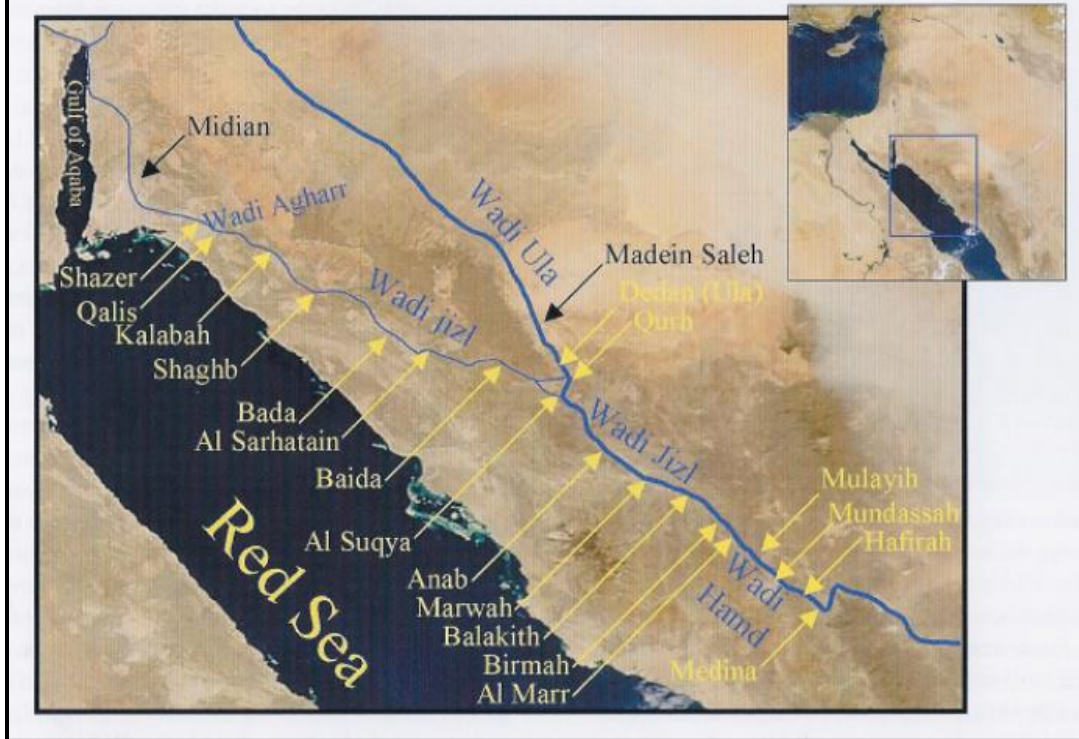 Gulf of Aqaba
Midian
Wadi Agharr
Wadi Ula
Madein Saleh
Shazer
Qalis
Kalabah
Shaghb
Wadi jizl
Dedan (Ula)
Qurh
Bada
Al Sarhatain
Baida
Wadi Jizl
Al Suqya
Anab
Marwah
Balakith
Birmah
Al Marr
Mulayih
Mundassah
Hafirah
Wadi
Hamd
Medina
Red Sea